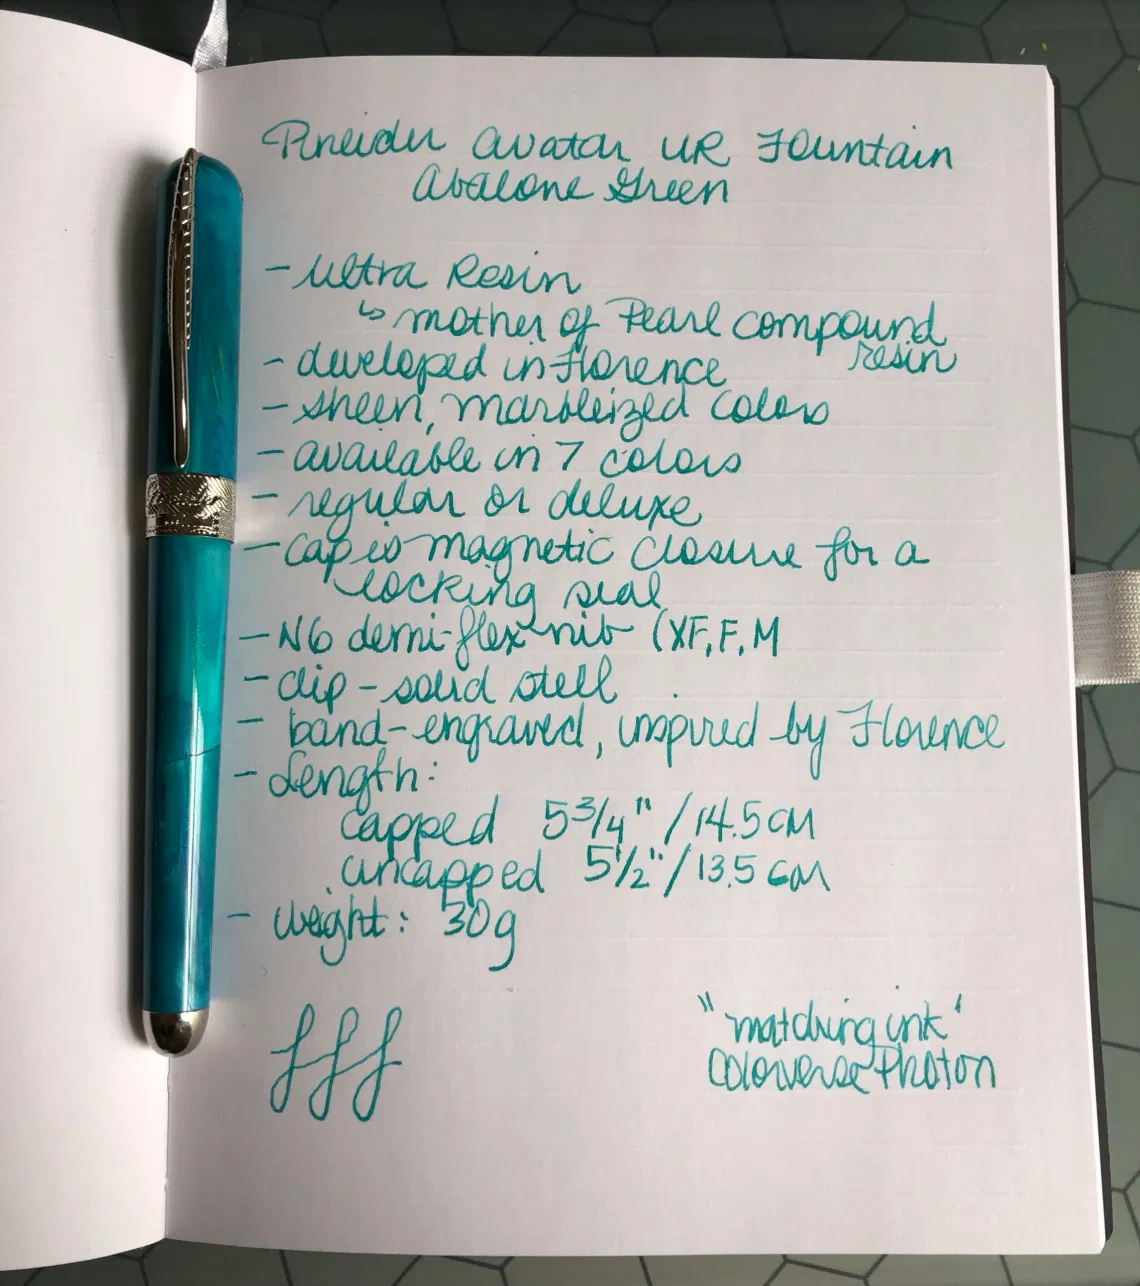 Pineider Avatar UR Fountain
Abalone Green
- Ultra Resin
↳ mother of Pearl compound
resin
- developed in Florence
- sheen, marbleized colors
- available in 7 colors
- regular or deluxe
- cap is magnetic closure for a
locking seal
- N6 demi-flex nib (XF, F, M
- clip - solid stell
- band - engraved, inspired by Florence
- Length:
capped 5 3/4" / 14.5 cm
uncapped 5 1/2" / 13.5 cm
- weight: 30g
fff
"matching ink"
Colorverse Photon